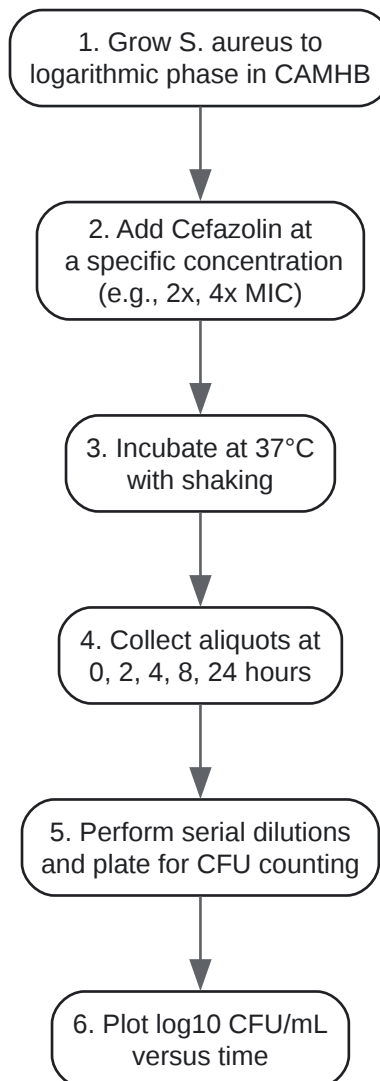 1. Grow S. aureus to
logarithmic phase in CAMHB
2. Add Cefazolin at
a specific concentration
(e.g., 2x, 4x MIC)
3. Incubate at 37°C
with shaking
4. Collect aliquots at
0, 2, 4, 8, 24 hours
5. Perform serial dilutions
and plate for CFU counting
6. Plot log10 CFU/mL
versus time